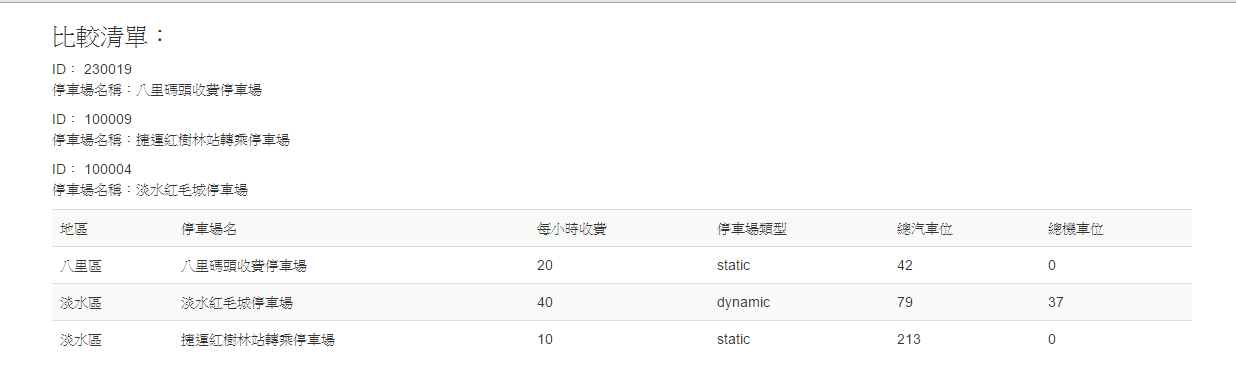 比較清單：
ID： 230019
停車場名稱：八里碼頭收費停車場
ID： 100009
停車場名稱：捷運紅樹林站轉乘停車場
ID： 100004
停車場名稱：淡水紅毛城停車場
地區 停車場名 每小時收費 停車場類型 總汽車位 總機車位
八里區 八里碼頭收費停車場 20 static 42 0
淡水區 淡水紅毛城停車場 40 dynamic 79 37
淡水區 捷運紅樹林站轉乘停車場 10 static 213 0